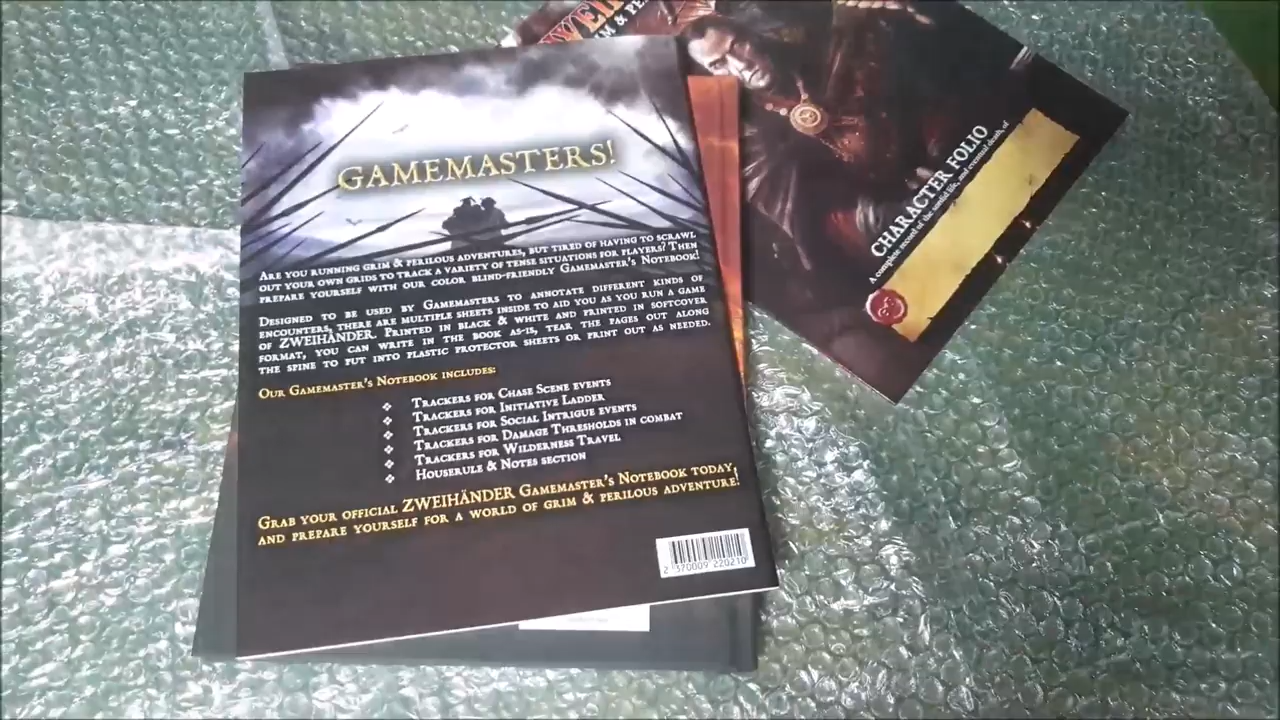 GAMEMASTERS!
ARE YOU RUNNING GRIM & PERILOUS ADVENTURES, BUT TIRED OF HAVING TO SCRAWL
OUT YOUR OWN GRIDS TO TRACK A VARIETY OF TENSE SITUATIONS FOR PLAYERS? THEN
PREPARE YOURSELF WITH OUR COLOR BLIND-FRIENDLY GAMEMASTER'S NOTEBOOK!
DESIGNED TO BE USED BY GAMEMASTERS TO ANNOTATE DIFFERENT KINDS OF
ENCOUNTERS, THERE ARE MULTIPLE SHEETS INSIDE TO AID YOU AS YOU RUN A GAME
OF ZWEIHÄNDER. PRINTED IN BLACK & WHITE AND PRINTED IN SOFTCOVER
FORMAT, YOU CAN WRITE IN THE BOOK AS-IS, TEAR THE PAGES OUT ALONG
THE SPINE TO PUT INTO PLASTIC PROTECTOR SHEETS OR PRINT OUT AS NEEDED.
OUR GAMEMASTER'S NOTEBOOK INCLUDES:
❖ TRACKERS FOR CHASE SCENE EVENTS
❖ TRACKERS FOR INITIATIVE LADDER
❖ TRACKERS FOR SOCIAL INTRIGUE EVENTS
❖ TRACKERS FOR DAMAGE THRESHOLDS IN COMBAT
❖ TRACKERS FOR WILDERNESS TRAVEL
❖ HOUSERULE & NOTES SECTION
GRAB YOUR OFFICIAL ZWEIHÄNDER GAMEMASTER'S NOTEBOOK TODAY,
AND PREPARE YOURSELF FOR A WORLD OF GRIM & PERILOUS ADVENTURE!
2 370009 220210
CHARACTER FOLIO
A complete record of the sordid life, and eventual death, of